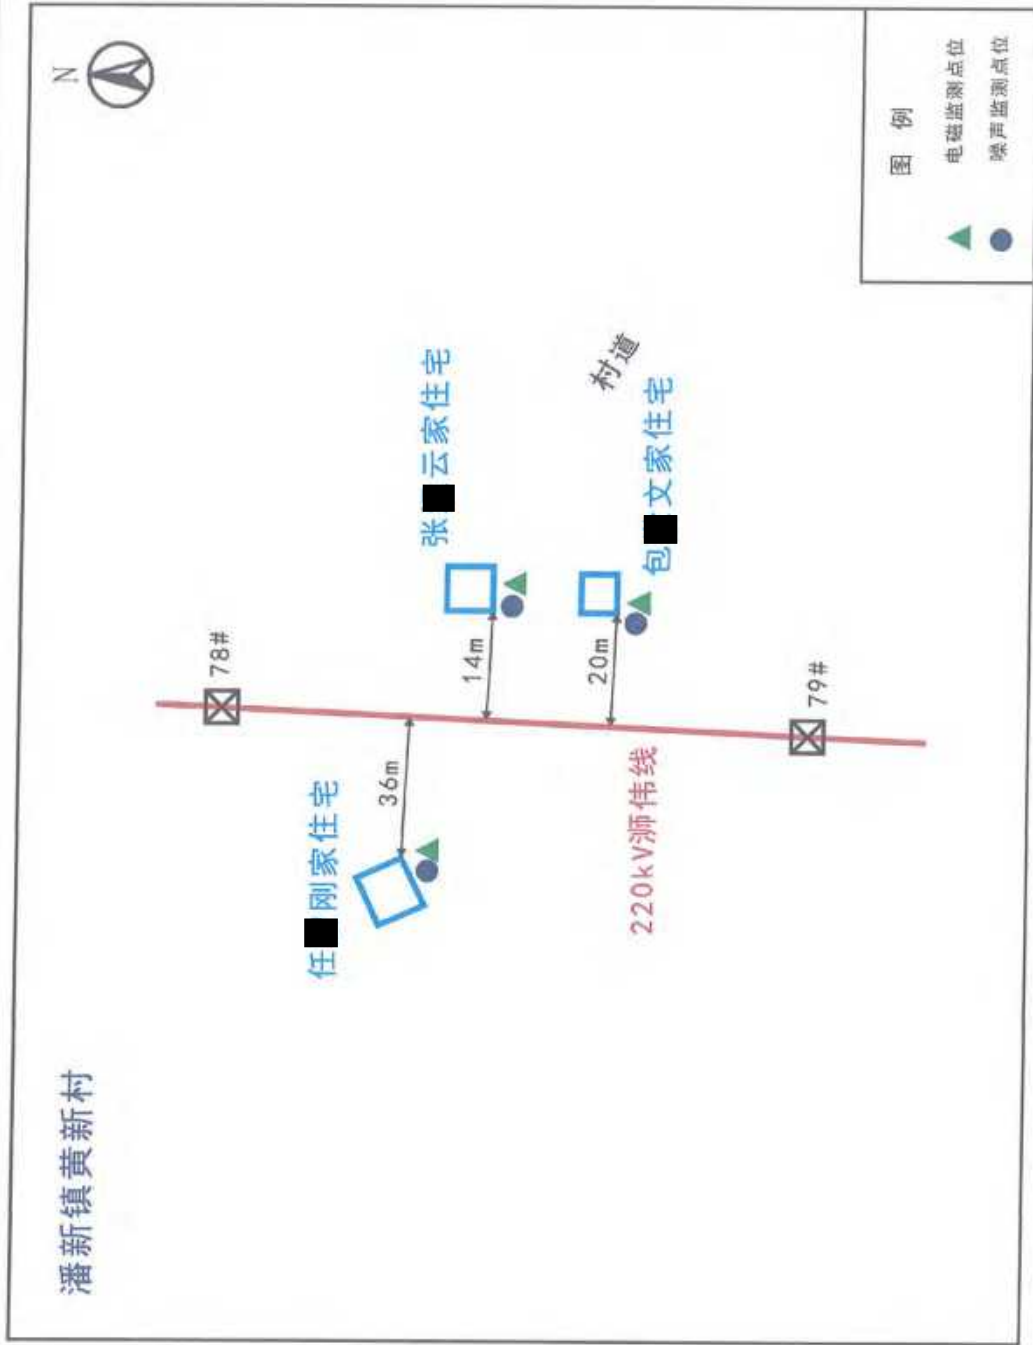 潘新镇黄新村
N
任 刚家住宅
36m
78#
张 云家住宅
14m
20m
包 文家住宅
村道
220kV浉伟线
79#
图 例
电磁监测点位
噪声监测点位